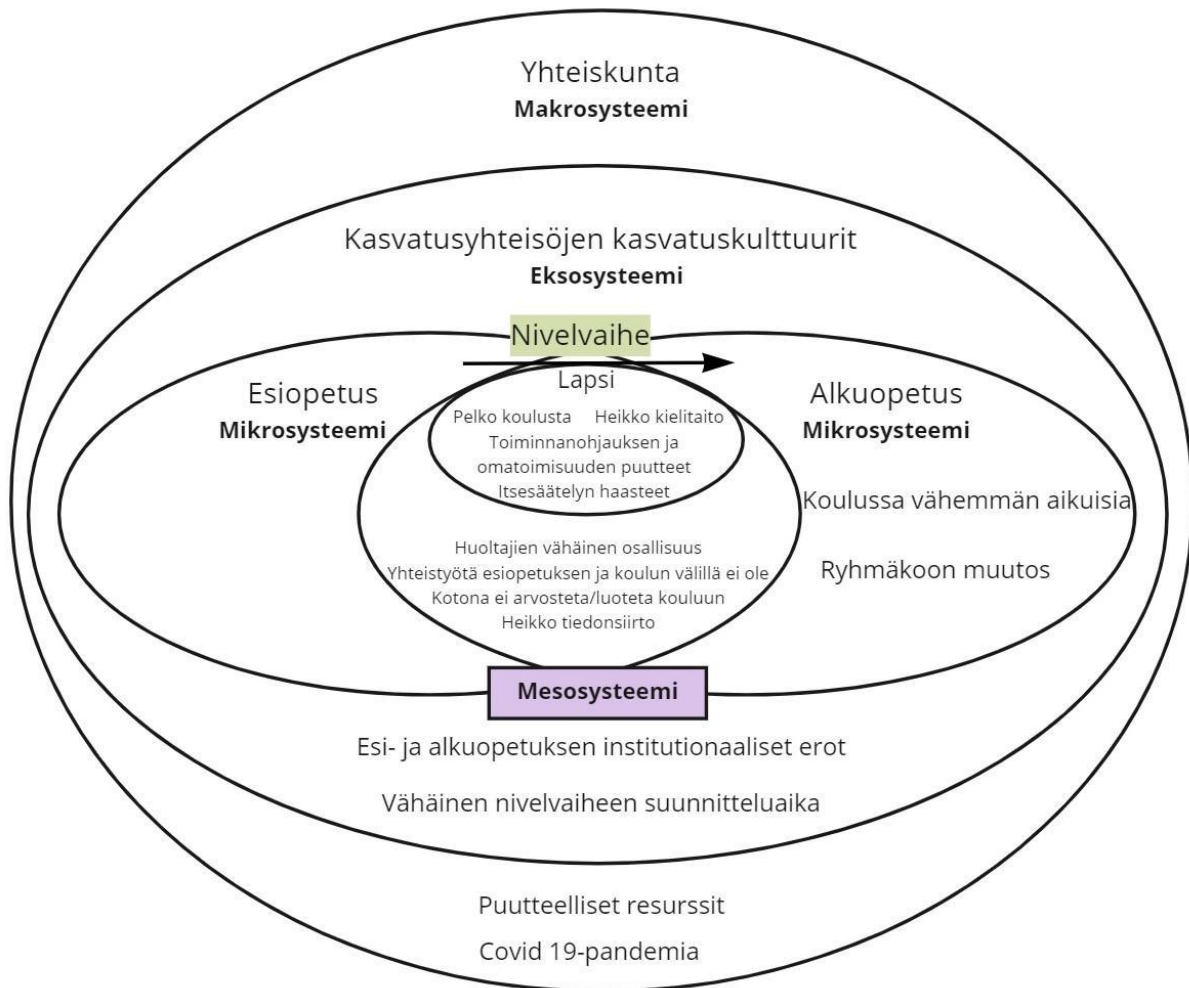 Yhteiskunta
Makrosysteemi
Kasvatusyhteisöjen kasvatuskulttuurit
Eksosysteemi
Nivelvaihe
Esiopetus
Mikrosysteemi
Lapsi
Pelko koulusta Heikko kielitaito
Toiminnanohjauksen ja
omatoimisuuden puutteet
Itsesäätelyn haasteet
Alkuopetus
Mikrosysteemi
Koulussa vähemmän aikuisia
Ryhmäkoon muutos
Huoltajien vähäinen osallisuus
Yhteistyötä esiopetuksen ja koulun välillä ei ole
Kotona ei arvosteta/luoteta kouluun
Heikko tiedonsiirto
Mesosysteemi
Esi- ja alkuopetuksen institutionaaliset erot
Vähäinen nivelvaiheen suunnitteluaika
Puutteelliset resurssit
Covid 19-pandemia